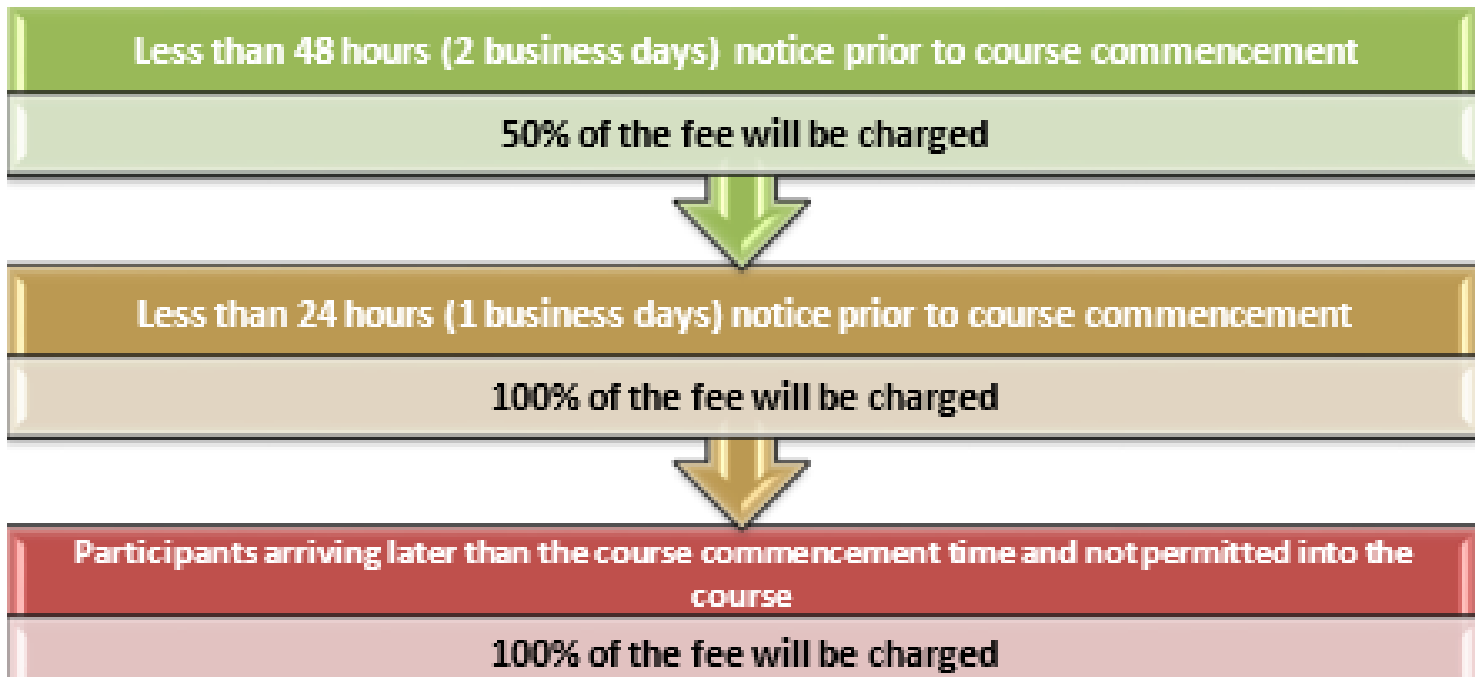 Less than 48 hours (2 business days) notice prior to course commencement
50% of the fee will be charged
Less than 24 hours (1 business days) notice prior to course commencement
100% of the fee will be charged
Participants arriving later than the course commencement time and not permitted into the
course
100% of the fee will be charged